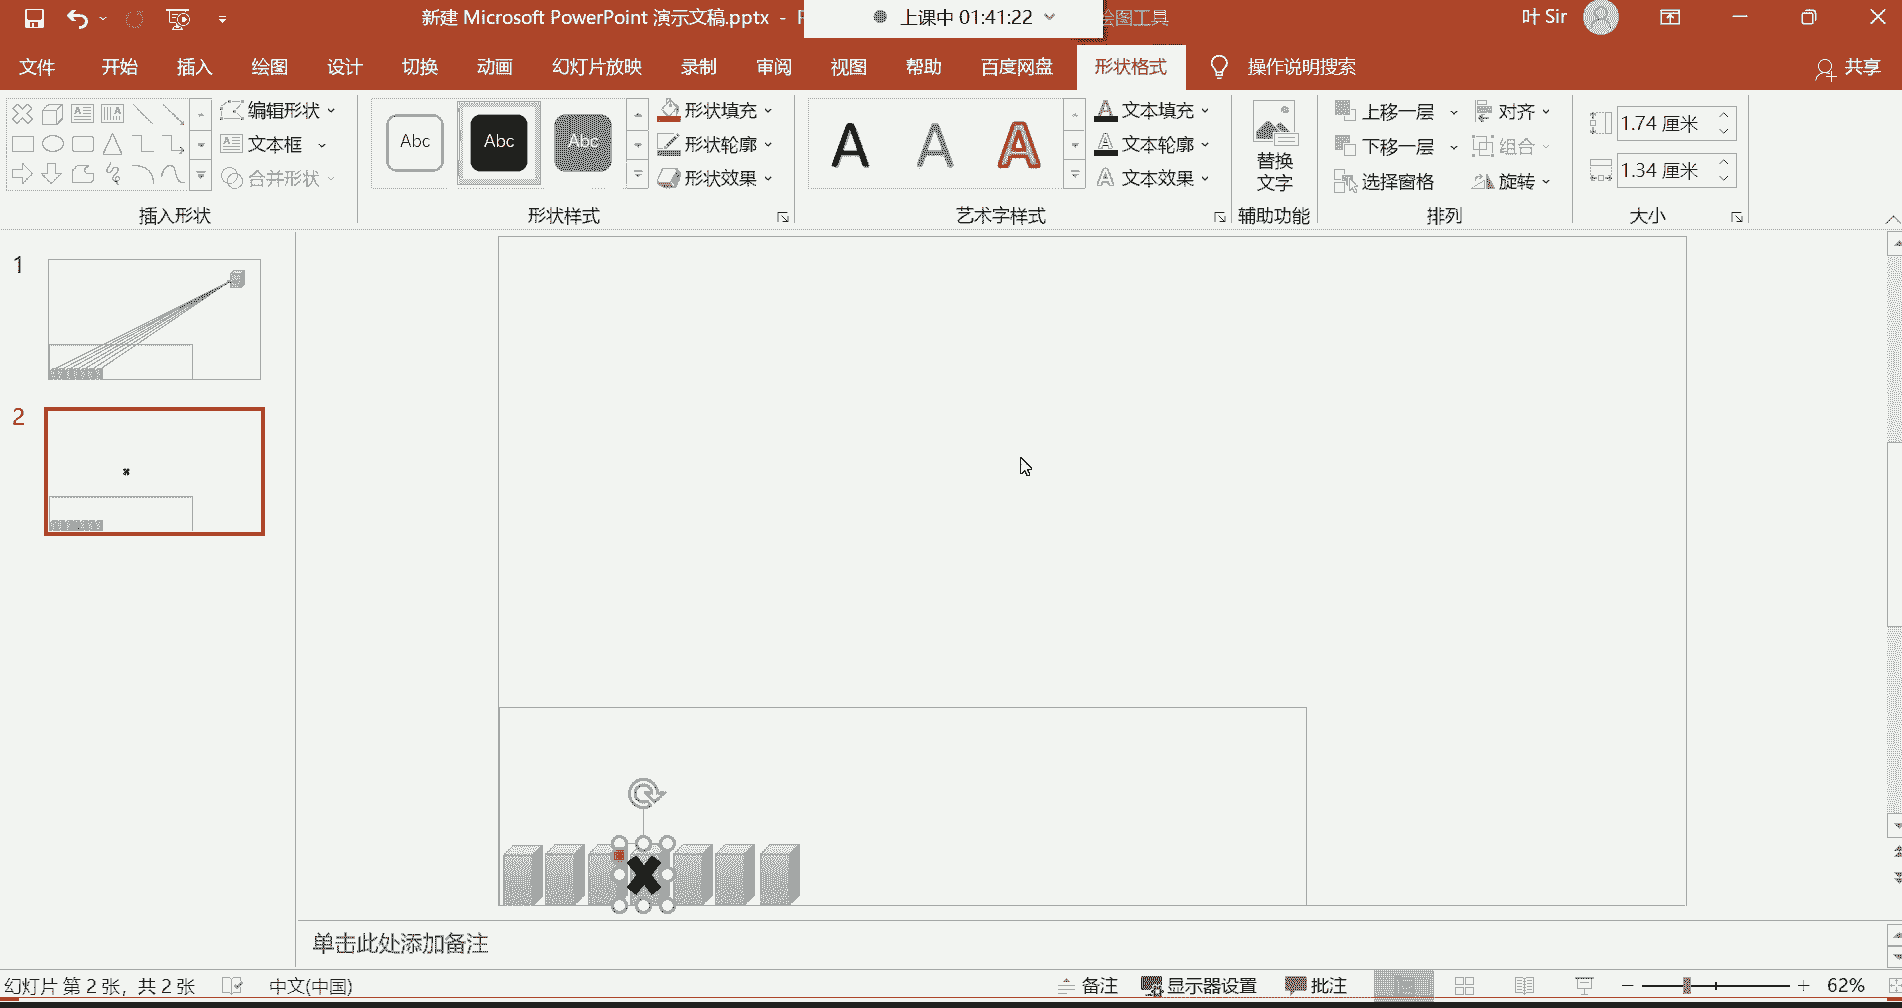 新建 Microsoft PowerPoint 演示文稿.pptx - P
上课中 01:41:22
绘图工具
叶 Sir
文件 开始 插入 绘图 设计 切换 动画 幻灯片放映 录制 审阅 视图 帮助 百度网盘 形状格式 操作说明搜索 共享
编辑形状
文本框
合并形状
插入形状
Abc Abc Abc
形状填充
形状轮廓
形状效果
形状样式
A A A
文本填充
文本轮廓
文本效果
艺术字样式
替换
文字
辅助功能
上移一层 对齐
下移一层 组合
选择窗格 旋转
排列
1.74 厘米
1.34 厘米
大小
1
2
单击此处添加备注
幻灯片 第 2 张，共 2 张 中文(中国) 备注 显示器设置 批注 62%